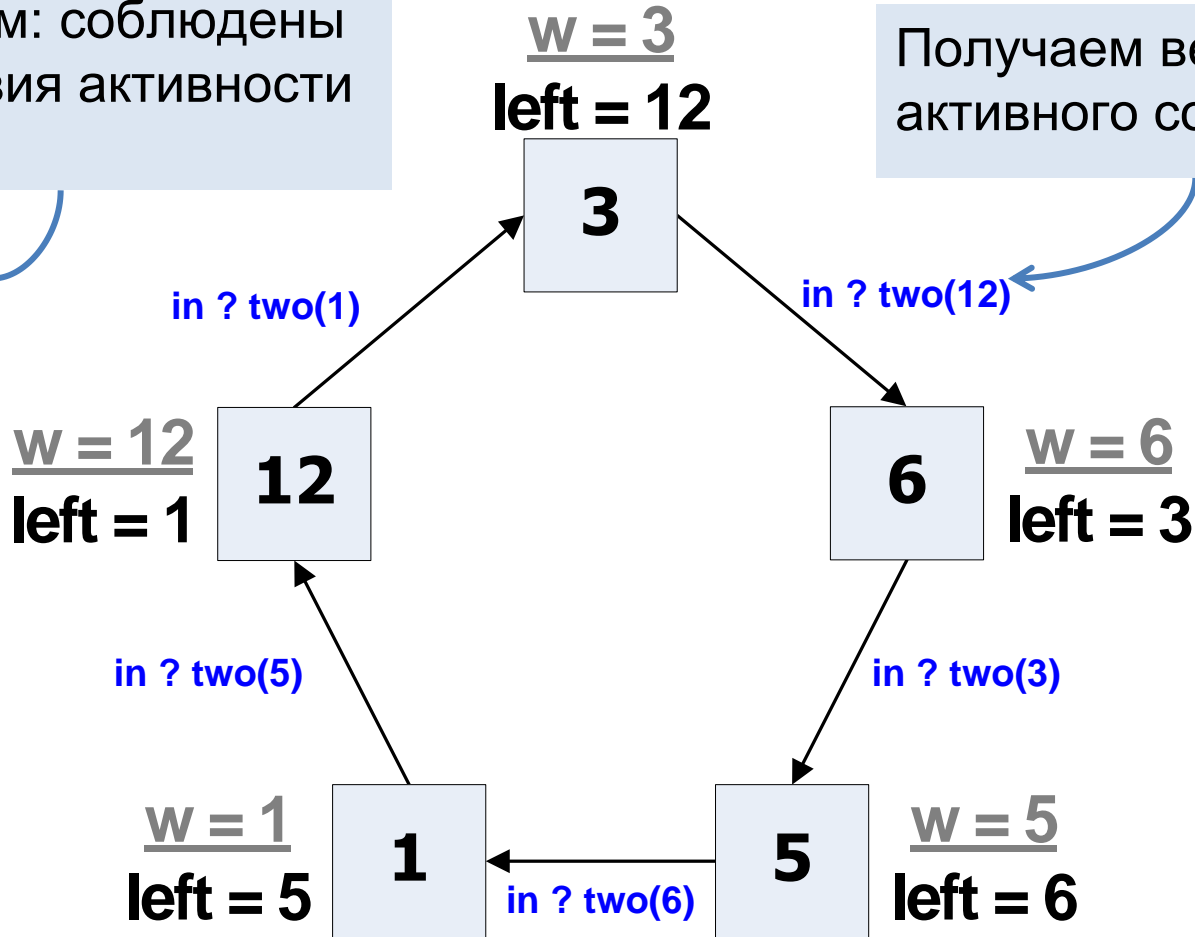 м: соблюдены
вия активности
w = 3
left = 12
Получаем ве
активного со
3
in ? two(1)
in ? two(12)
w = 12
left = 1
12
6
w = 6
left = 3
in ? two(5)
in ? two(3)
w = 1
left = 5
1
in ? two(6)
5
w = 5
left = 6